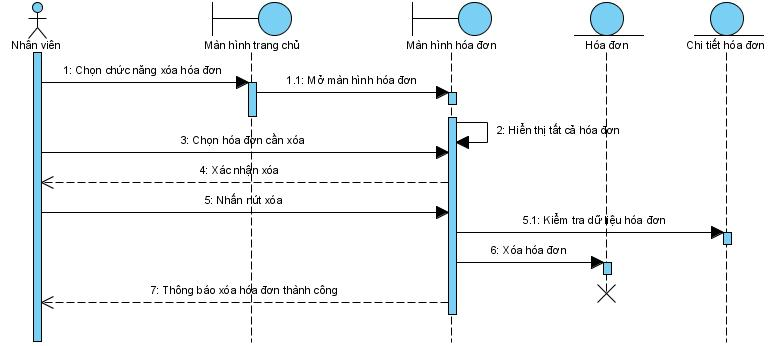 Nhân viên
Màn hình trang chủ
Màn hình hóa đơn
Hóa đơn
Chi tiết hóa đơn
1: Chọn chức năng xóa hóa đơn
1.1: Mở màn hình hóa đơn
2: Hiển thị tất cả hóa đơn
3: Chọn hóa đơn cần xóa
4: Xác nhận xóa
5: Nhấn nút xóa
5.1: Kiểm tra dữ liệu hóa đơn
6: Xóa hóa đơn
7: Thông báo xóa hóa đơn thành công